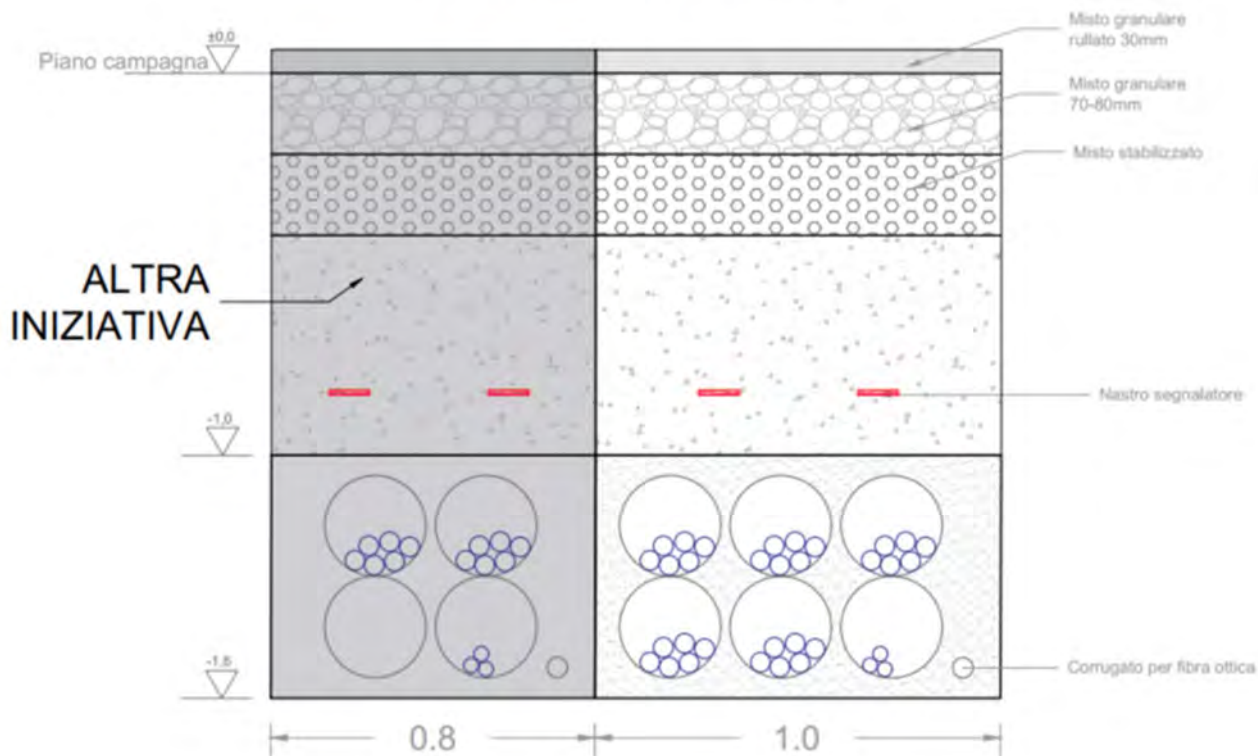 ±0,0
Piano campagna
Misto granulare
rullato 30mm
Misto granulare
70-80mm
Misto stabilizzato
ALTRA
INIZIATIVA
Nastro segnalatore
-1,0
-1,6
Corrugato per fibra ottica
0.8
1.0